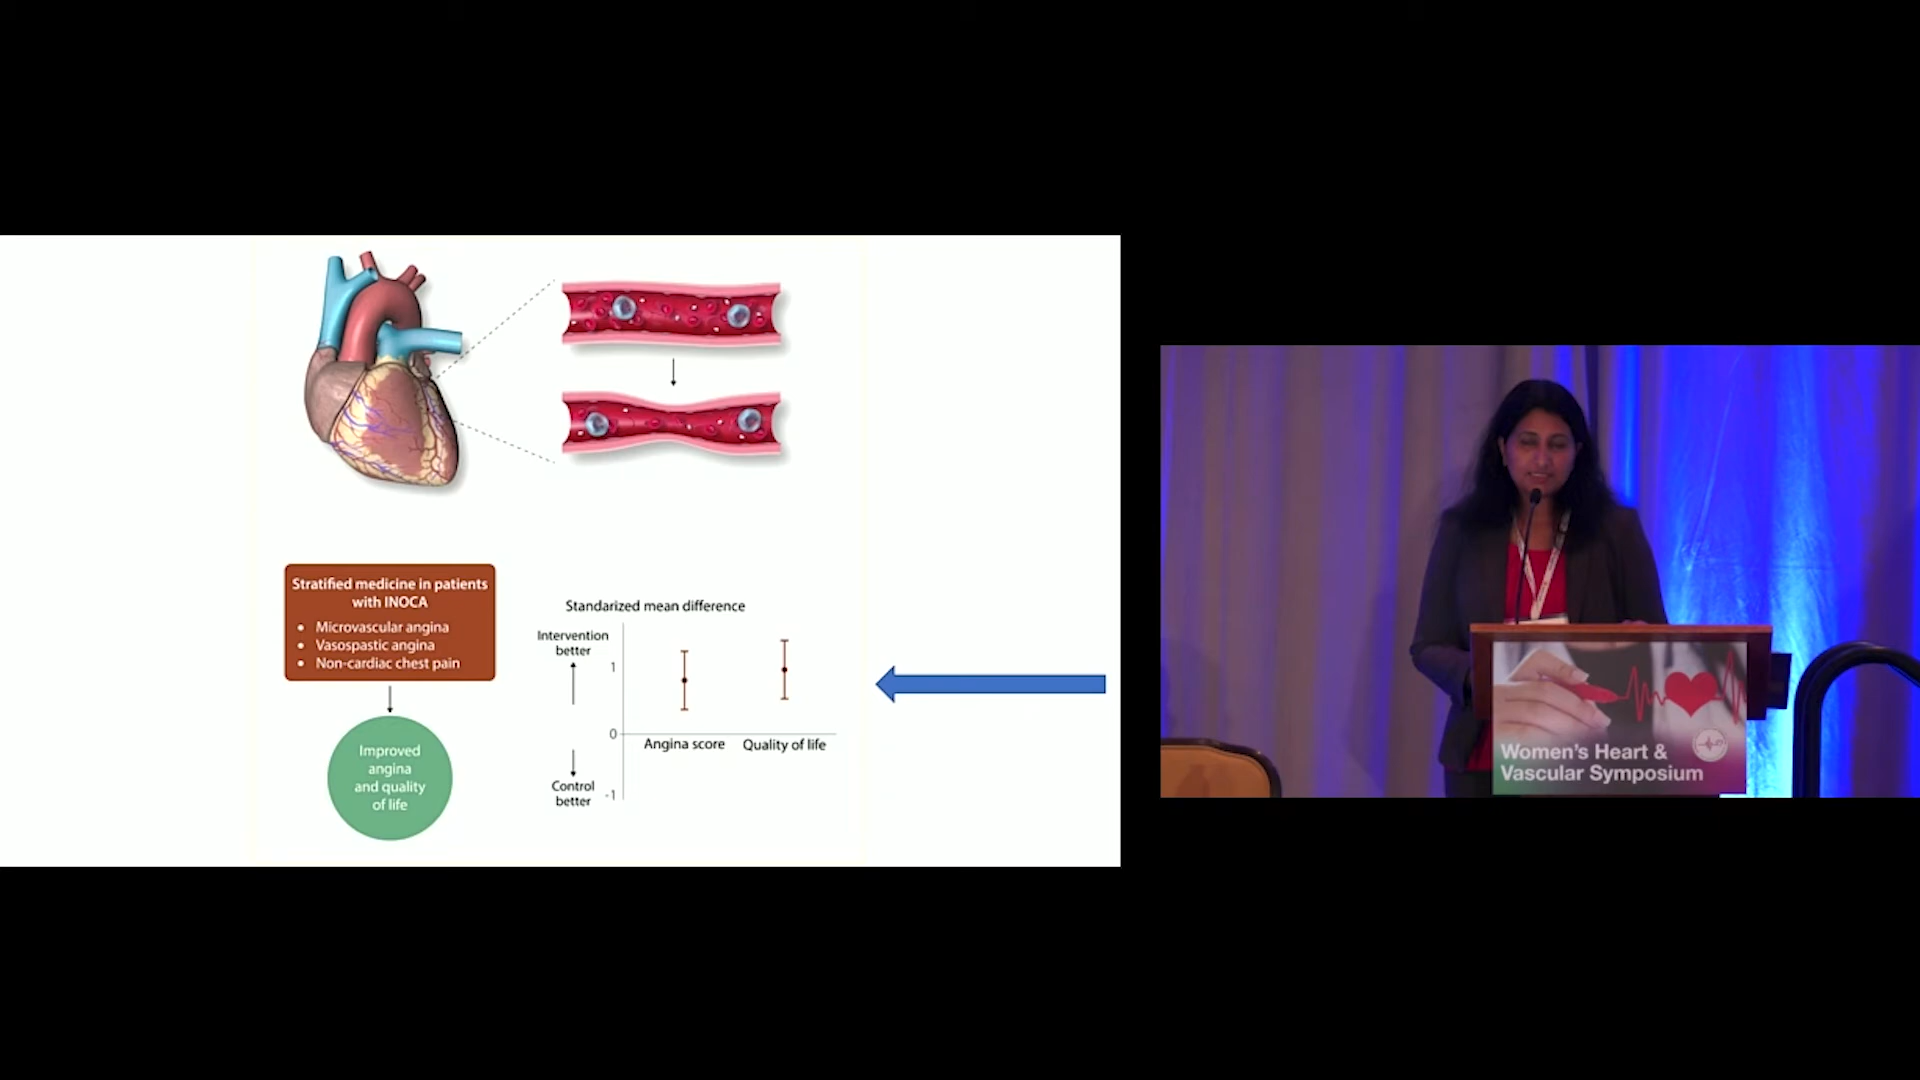 Stratified medicine in patients
with INOCA
• Microvascular angina
• Vasospastic angina
• Non-cardiac chest pain
Improved
angina
and quality
of life
Standarized mean difference
Intervention
better
1
0
-1
Control
better
Angina score
Quality of life
Women's Heart &
Vascular Symposium